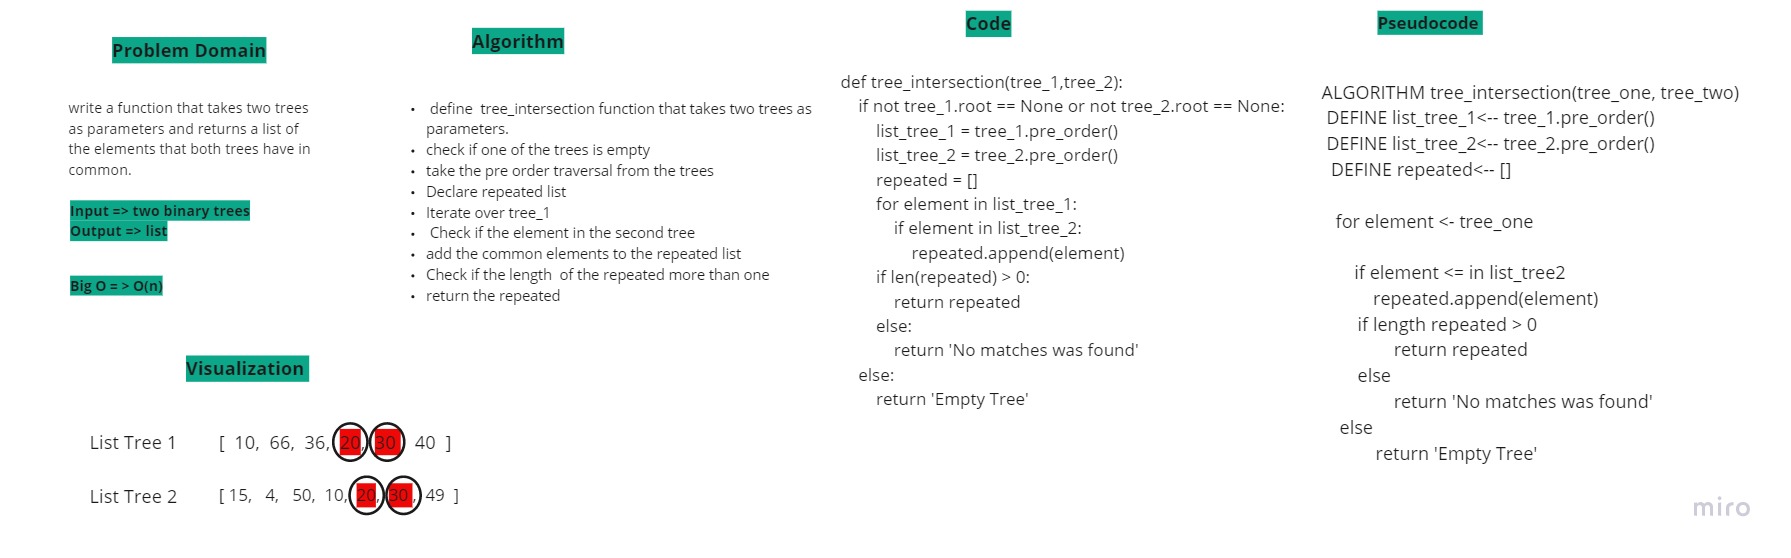 Problem Domain
write a function that takes two trees
as parameters and returns a list of
the elements that both trees have in
common.
Input => two binary trees
Output => list
Big O = > O(n)
Algorithm
• define tree_intersection function that takes two trees as
parameters.
• check if one of the trees is empty
• take the pre order traversal from the trees
• Declare repeated list
• Iterate over tree_1
• Check if the element in the second tree
• add the common elements to the repeated list
• Check if the length of the repeated more than one
• return the repeated
Visualization
List Tree 1 [ 10, 66, 36, 20, 30, 40 ]
List Tree 2 [ 15, 4, 50, 10, 20, 30, 49 ]
Code
def tree_intersection(tree_1,tree_2):
if not tree_1.root == None or not tree_2.root == None:
list_tree_1 = tree_1.pre_order()
list_tree_2 = tree_2.pre_order()
repeated = []
for element in list_tree_1:
if element in list_tree_2:
repeated.append(element)
if len(repeated) > 0:
return repeated
else:
return 'No matches was found'
else:
return 'Empty Tree'
Pseudocode
ALGORITHM tree_intersection(tree_one, tree_two)
DEFINE list_tree_1<-- tree_1.pre_order()
DEFINE list_tree_2<-- tree_2.pre_order()
DEFINE repeated<-- []
for element <- tree_one
if element <= in list_tree2
repeated.append(element)
if length repeated > 0
return repeated
else
return 'No matches was found'
else
return 'Empty Tree'
miro